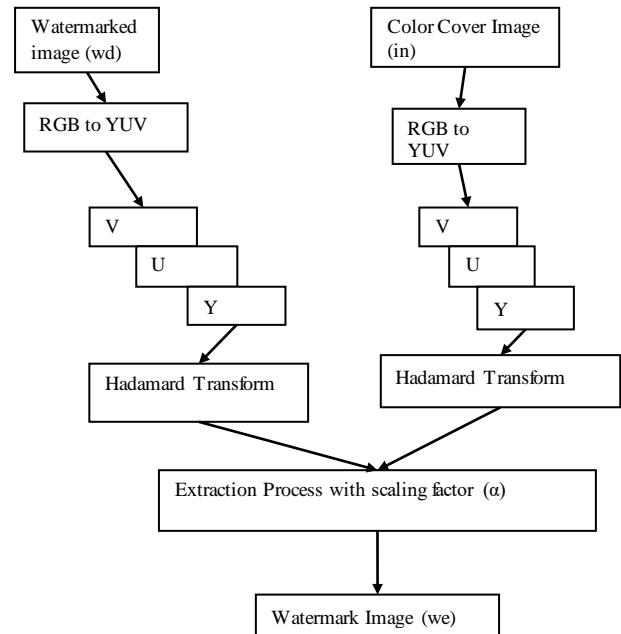 Watermarked
image (wd)
Color Cover Image
(in)
RGB to YUV
RGB to
YUV
V
U
Y
V
U
Y
Hadamard Transform
Hadamard Transform
Extraction Process with scaling factor (α)
Watermark Image (we)